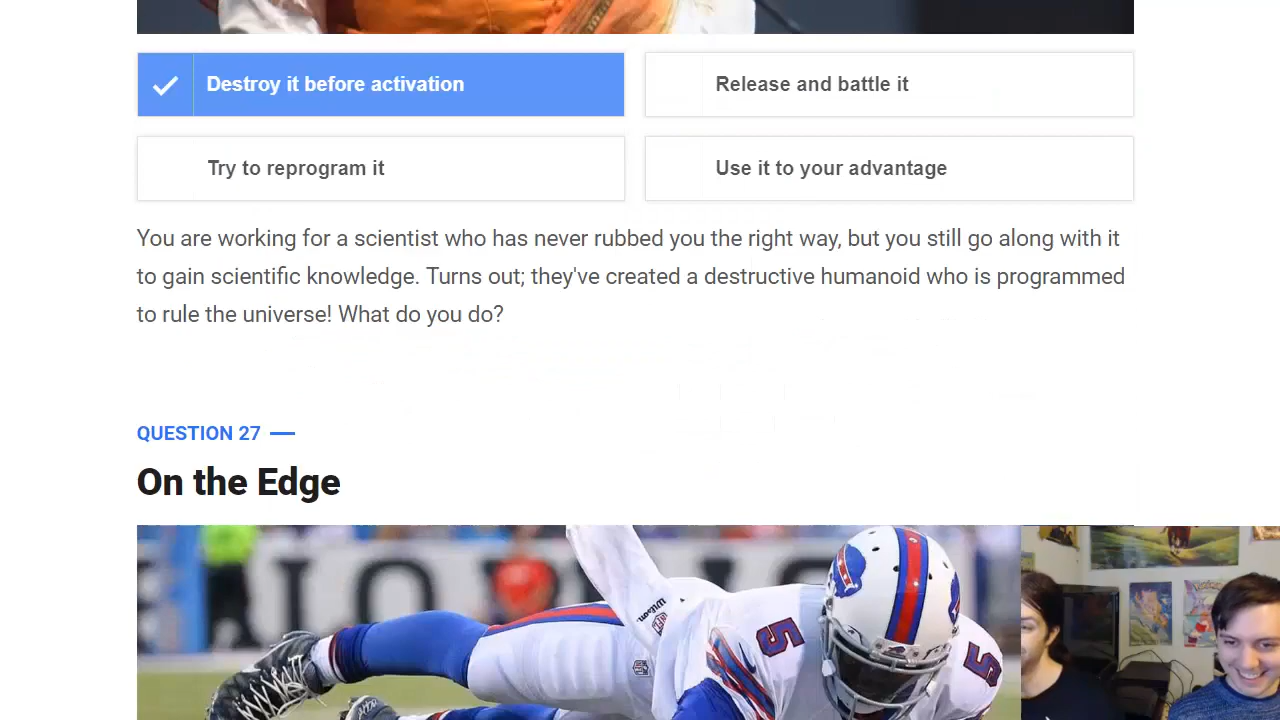 Destroy it before activation
Release and battle it
Try to reprogram it
Use it to your advantage
You are working for a scientist who has never rubbed you the right way, but you still go along with it
to gain scientific knowledge. Turns out; they've created a destructive humanoid who is programmed
to rule the universe! What do you do?
QUESTION 27
On the Edge
Wilson
5
5